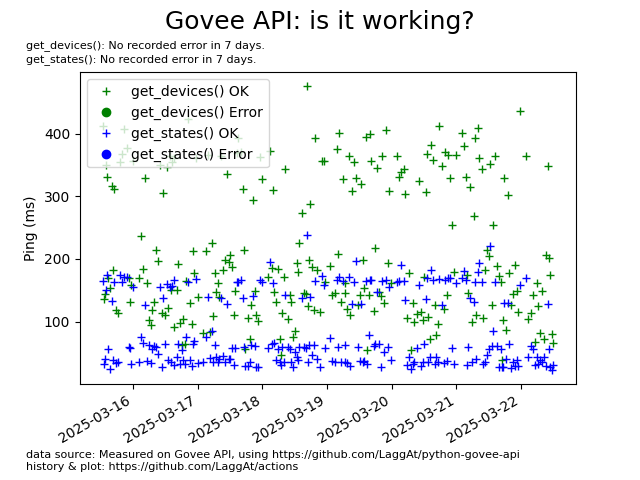 Govee API: is it working?
get_devices(): No recorded error in 7 days.
get_states(): No recorded error in 7 days.
get_devices() OK
get_devices() Error
get_states() OK
get_states() Error
Ping (ms)
400
300
200
100
2025-03-16
2025-03-17
2025-03-18
2025-03-19
2025-03-20
2025-03-21
2025-03-22
data source: Measured on Govee API, using https://github.com/LaggAt/python-govee-api
history & plot: https://github.com/LaggAt/actions